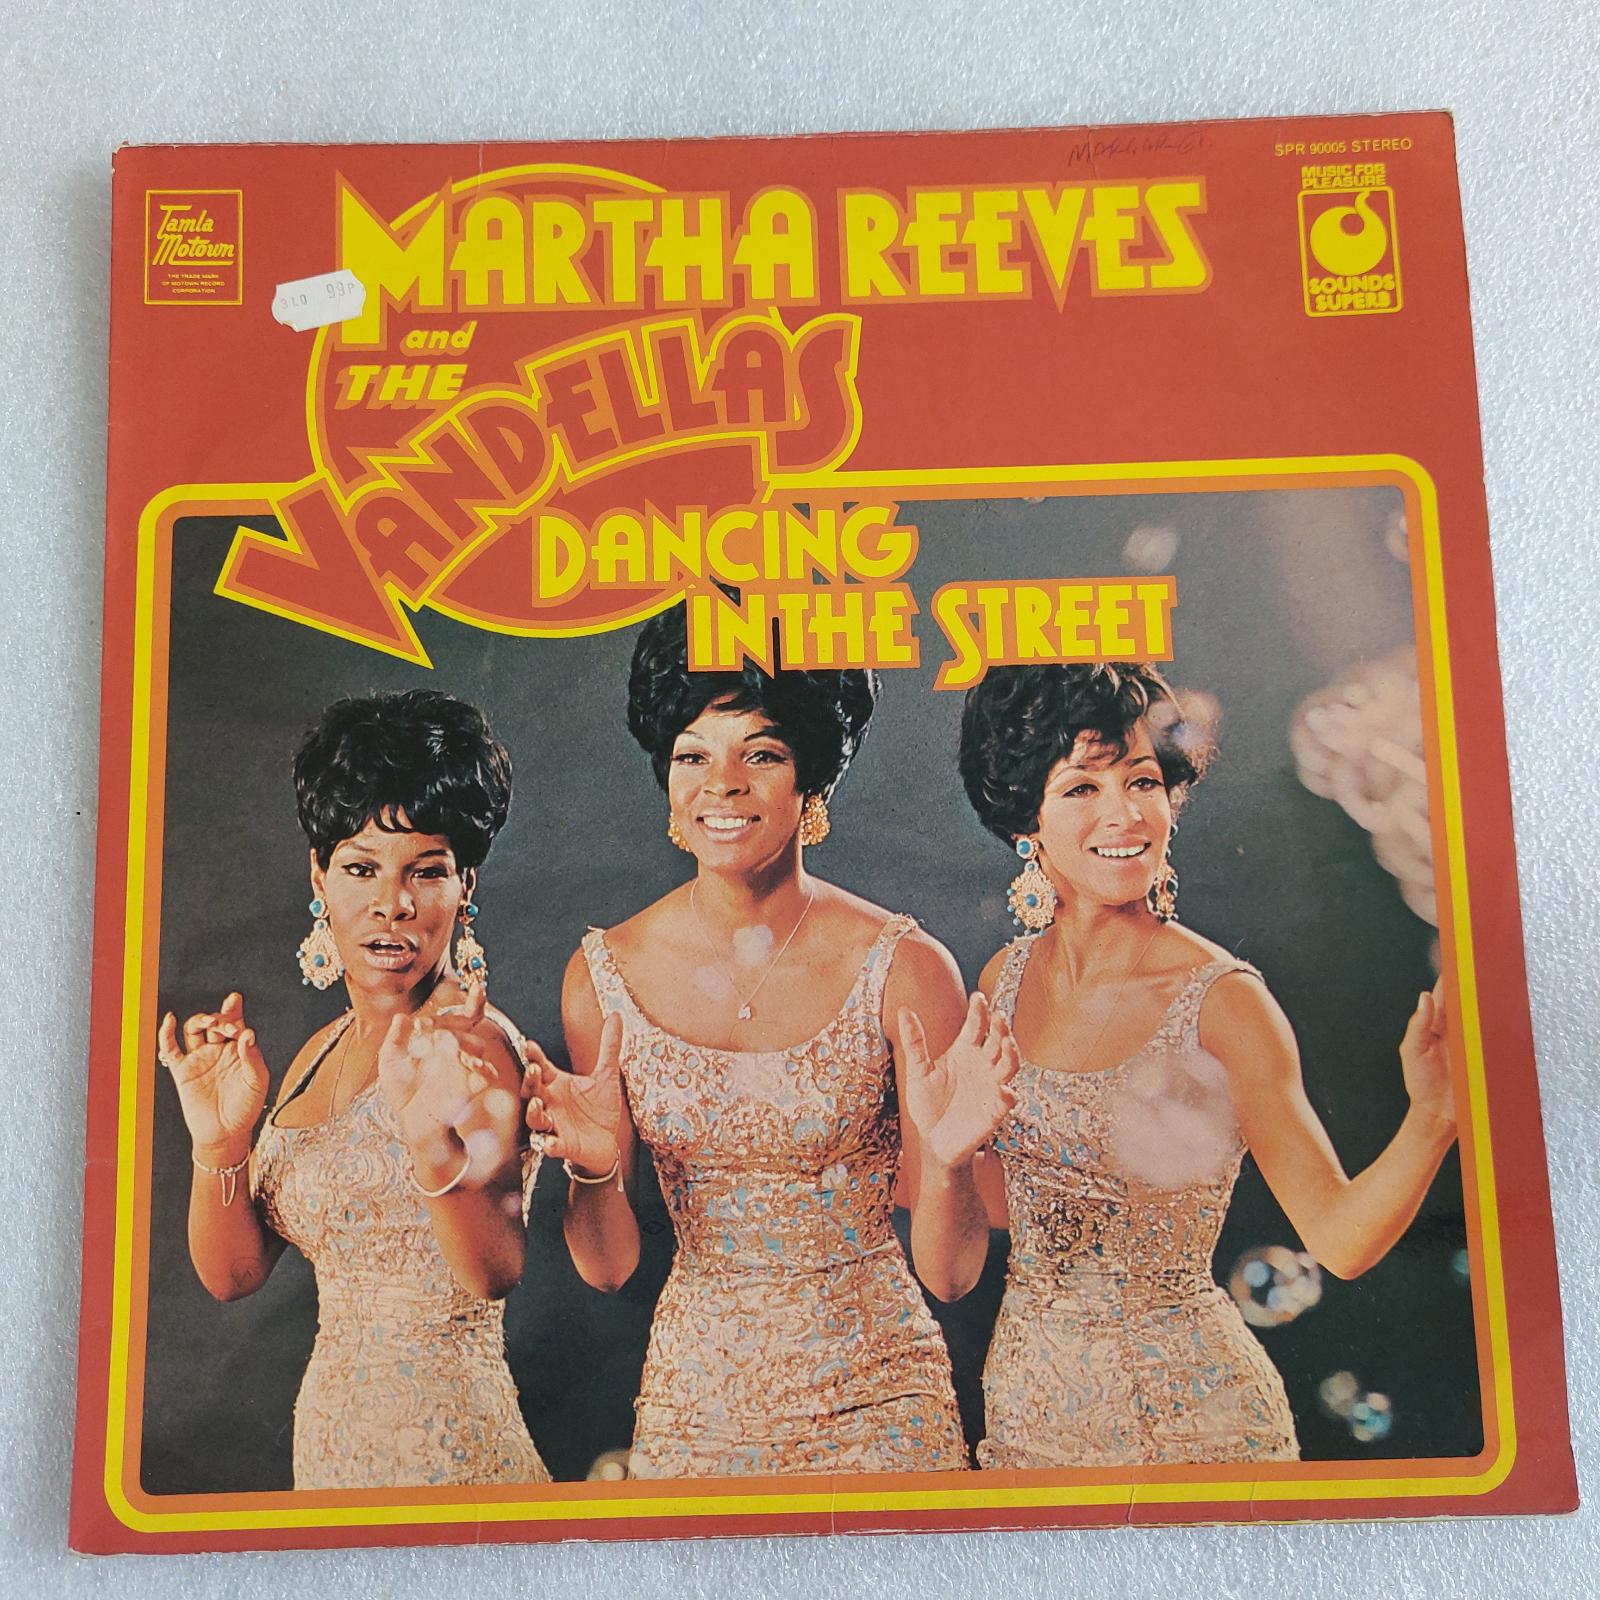 SPR 90005 STEREO
MUSIC FOR
PLEASURE
SOUNDS
SUPERB
Tamla
Motown
THE TRADE MARK
OF MOTOWN RECORD
CORPORATION
3LO 99P
MARTHA REEVES
and
THE
VANDELLAS
DANCING
IN THE STREET